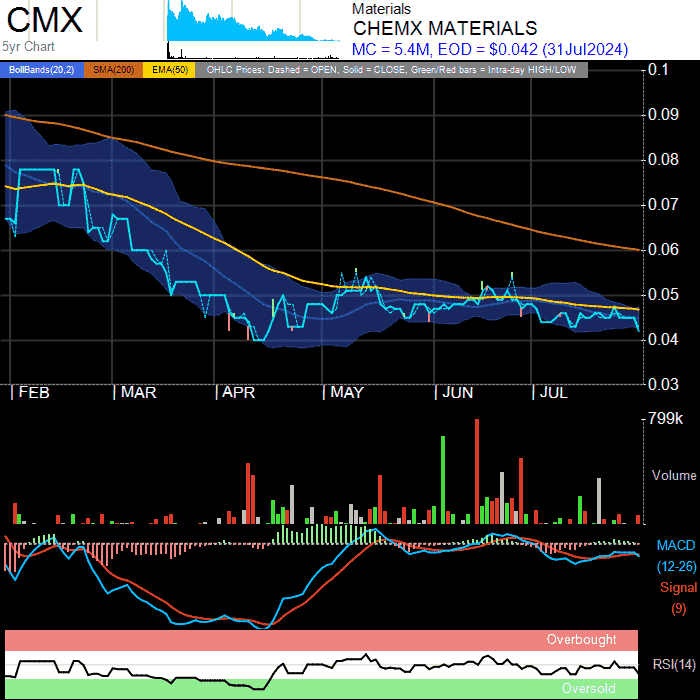 CMX
5yr Chart
Materials
CHEMX MATERIALS
MC = 5.4M, EOD = $0.042 (31Jul2024)
BollBands(20,2) SMA(200) EMA(50) OHLC Prices: Dashed = OPEN, Solid = CLOSE, Green/Red bars = Intra-day HIGH/LOW
0.1
0.09
0.08
0.07
0.06
0.05
0.04
0.03
FEB MAR APR MAY JUN JUL
799k
Volume
MACD
(12-26)
Signal
(9)
Overbought
RSI(14)
Oversold